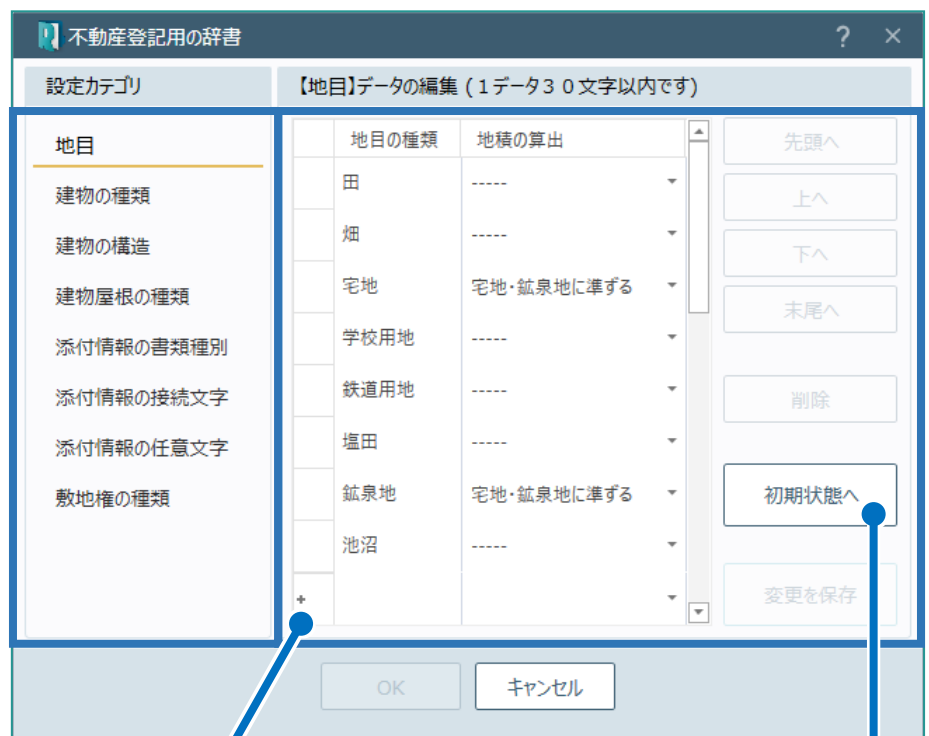 不動産登記用の辞書
? ×
設定カテゴリ
【地目】データの編集 (1データ30文字以内です)
地目
建物の種類
建物の構造
建物屋根の種類
添付情報の書類種別
添付情報の接続文字
添付情報の任意文字
敷地権の種類
地目の種類 地積の算出
田 -----
畑 -----
宅地 宅地・鉱泉地に準ずる
学校用地 -----
鉄道用地 -----
塩田 -----
鉱泉地 宅地・鉱泉地に準ずる
池沼 -----
+
先頭へ
上へ
下へ
末尾へ
削除
初期状態へ
変更を保存
OK キャンセル